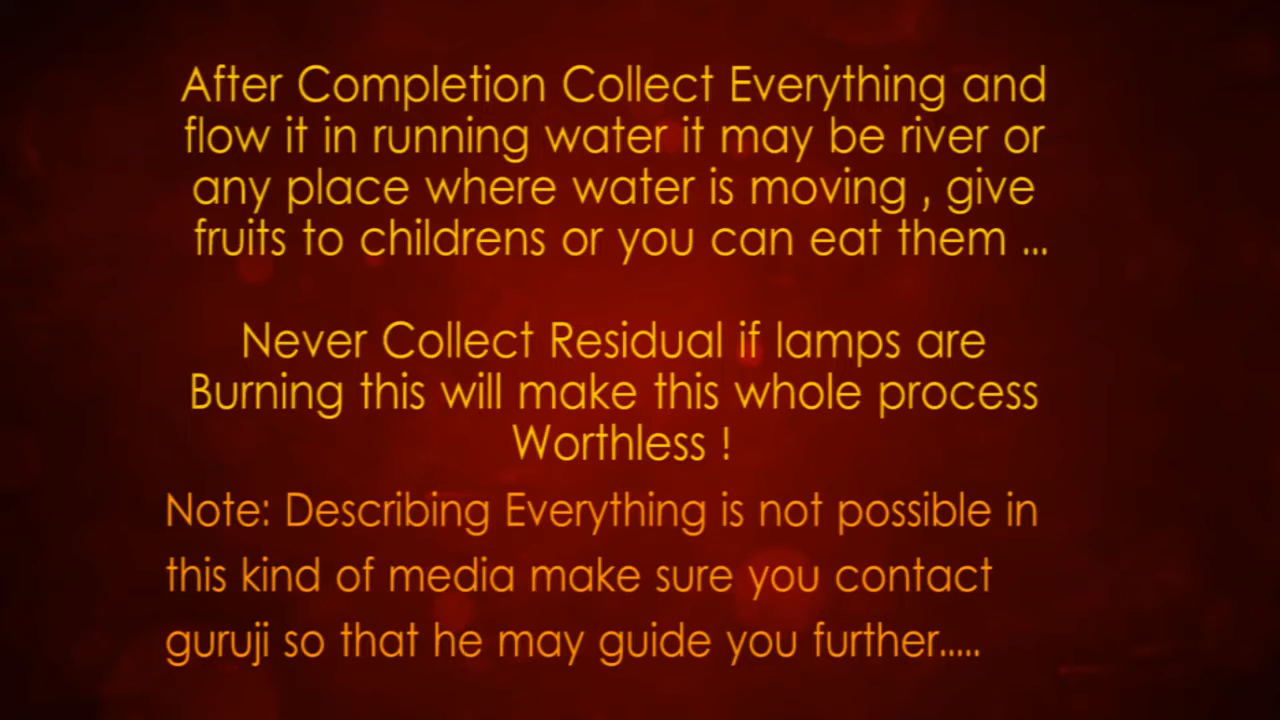 After Completion Collect Everything and
flow it in running water it may be river or
any place where water is moving , give
fruits to childrens or you can eat them ...
Never Collect Residual if lamps are
Burning this will make this whole process
Worthless !
Note: Describing Everything is not possible in
this kind of media make sure you contact
guruji so that he may guide you further.....